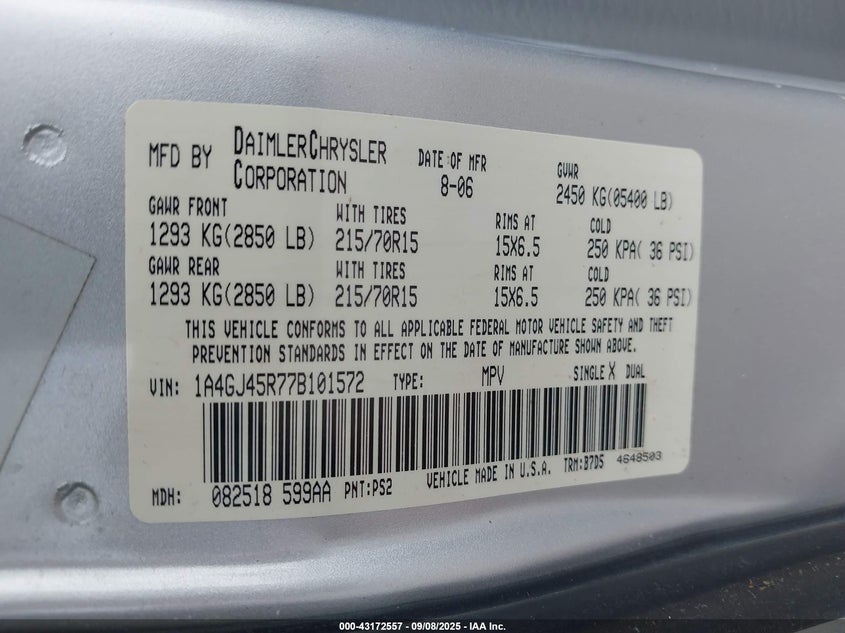 MFD BY DAIMLERCHRYSLER CORPORATION DATE OF MFR 8-06 GVWR 2450 KG(05400 LB)
GAWR FRONT WITH TIRES RIMS AT COLD
1293 KG(2850 LB) 215/70R15 15X6.5 250 KPA( 36 PSI)
GAWR REAR WITH TIRES RIMS AT COLD
1293 KG(2850 LB) 215/70R15 15X6.5 250 KPA( 36 PSI)
THIS VEHICLE CONFORMS TO ALL APPLICABLE FEDERAL MOTOR VEHICLE SAFETY AND THEFT
PREVENTION STANDARDS IN EFFECT ON THE DATE OF MANUFACTURE SHOWN ABOVE.
VIN: 1A4GJ45R77B101572 TYPE: MPV SINGLE X DUAL
MDH: 082518 599AA PNT:PS2 VEHICLE MADE IN U.S.A. TRM:B7D5 4648503
000-43172557 - 09/08/2025 - IAA Inc.